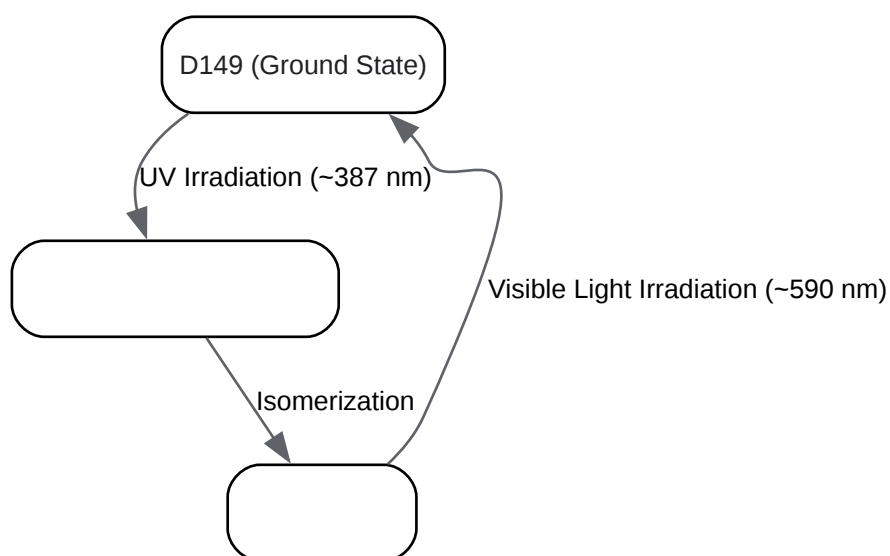 D149 (Ground State)
UV Irradiation (~387 nm)
Visible Light Irradiation (~590 nm)
Isomerization